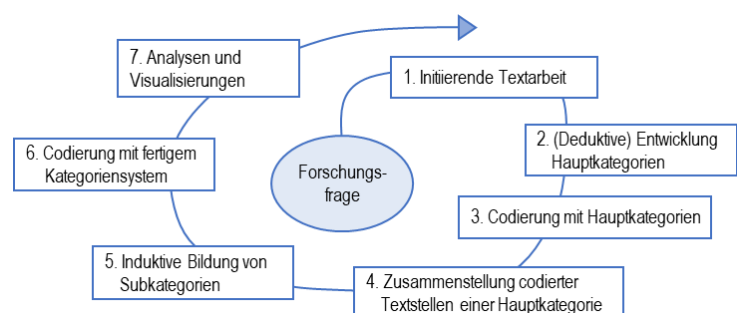 Forschungs-
frage
1. Initiierende Textarbeit
2. (Deduktive) Entwicklung
Hauptkategorien
3. Codierung mit Hauptkategorien
4. Zusammenstellung codierter
Textstellen einer Hauptkategorie
5. Induktive Bildung von
Subkategorien
6. Codierung mit fertigem
Kategoriensystem
7. Analysen und
Visualisierungen